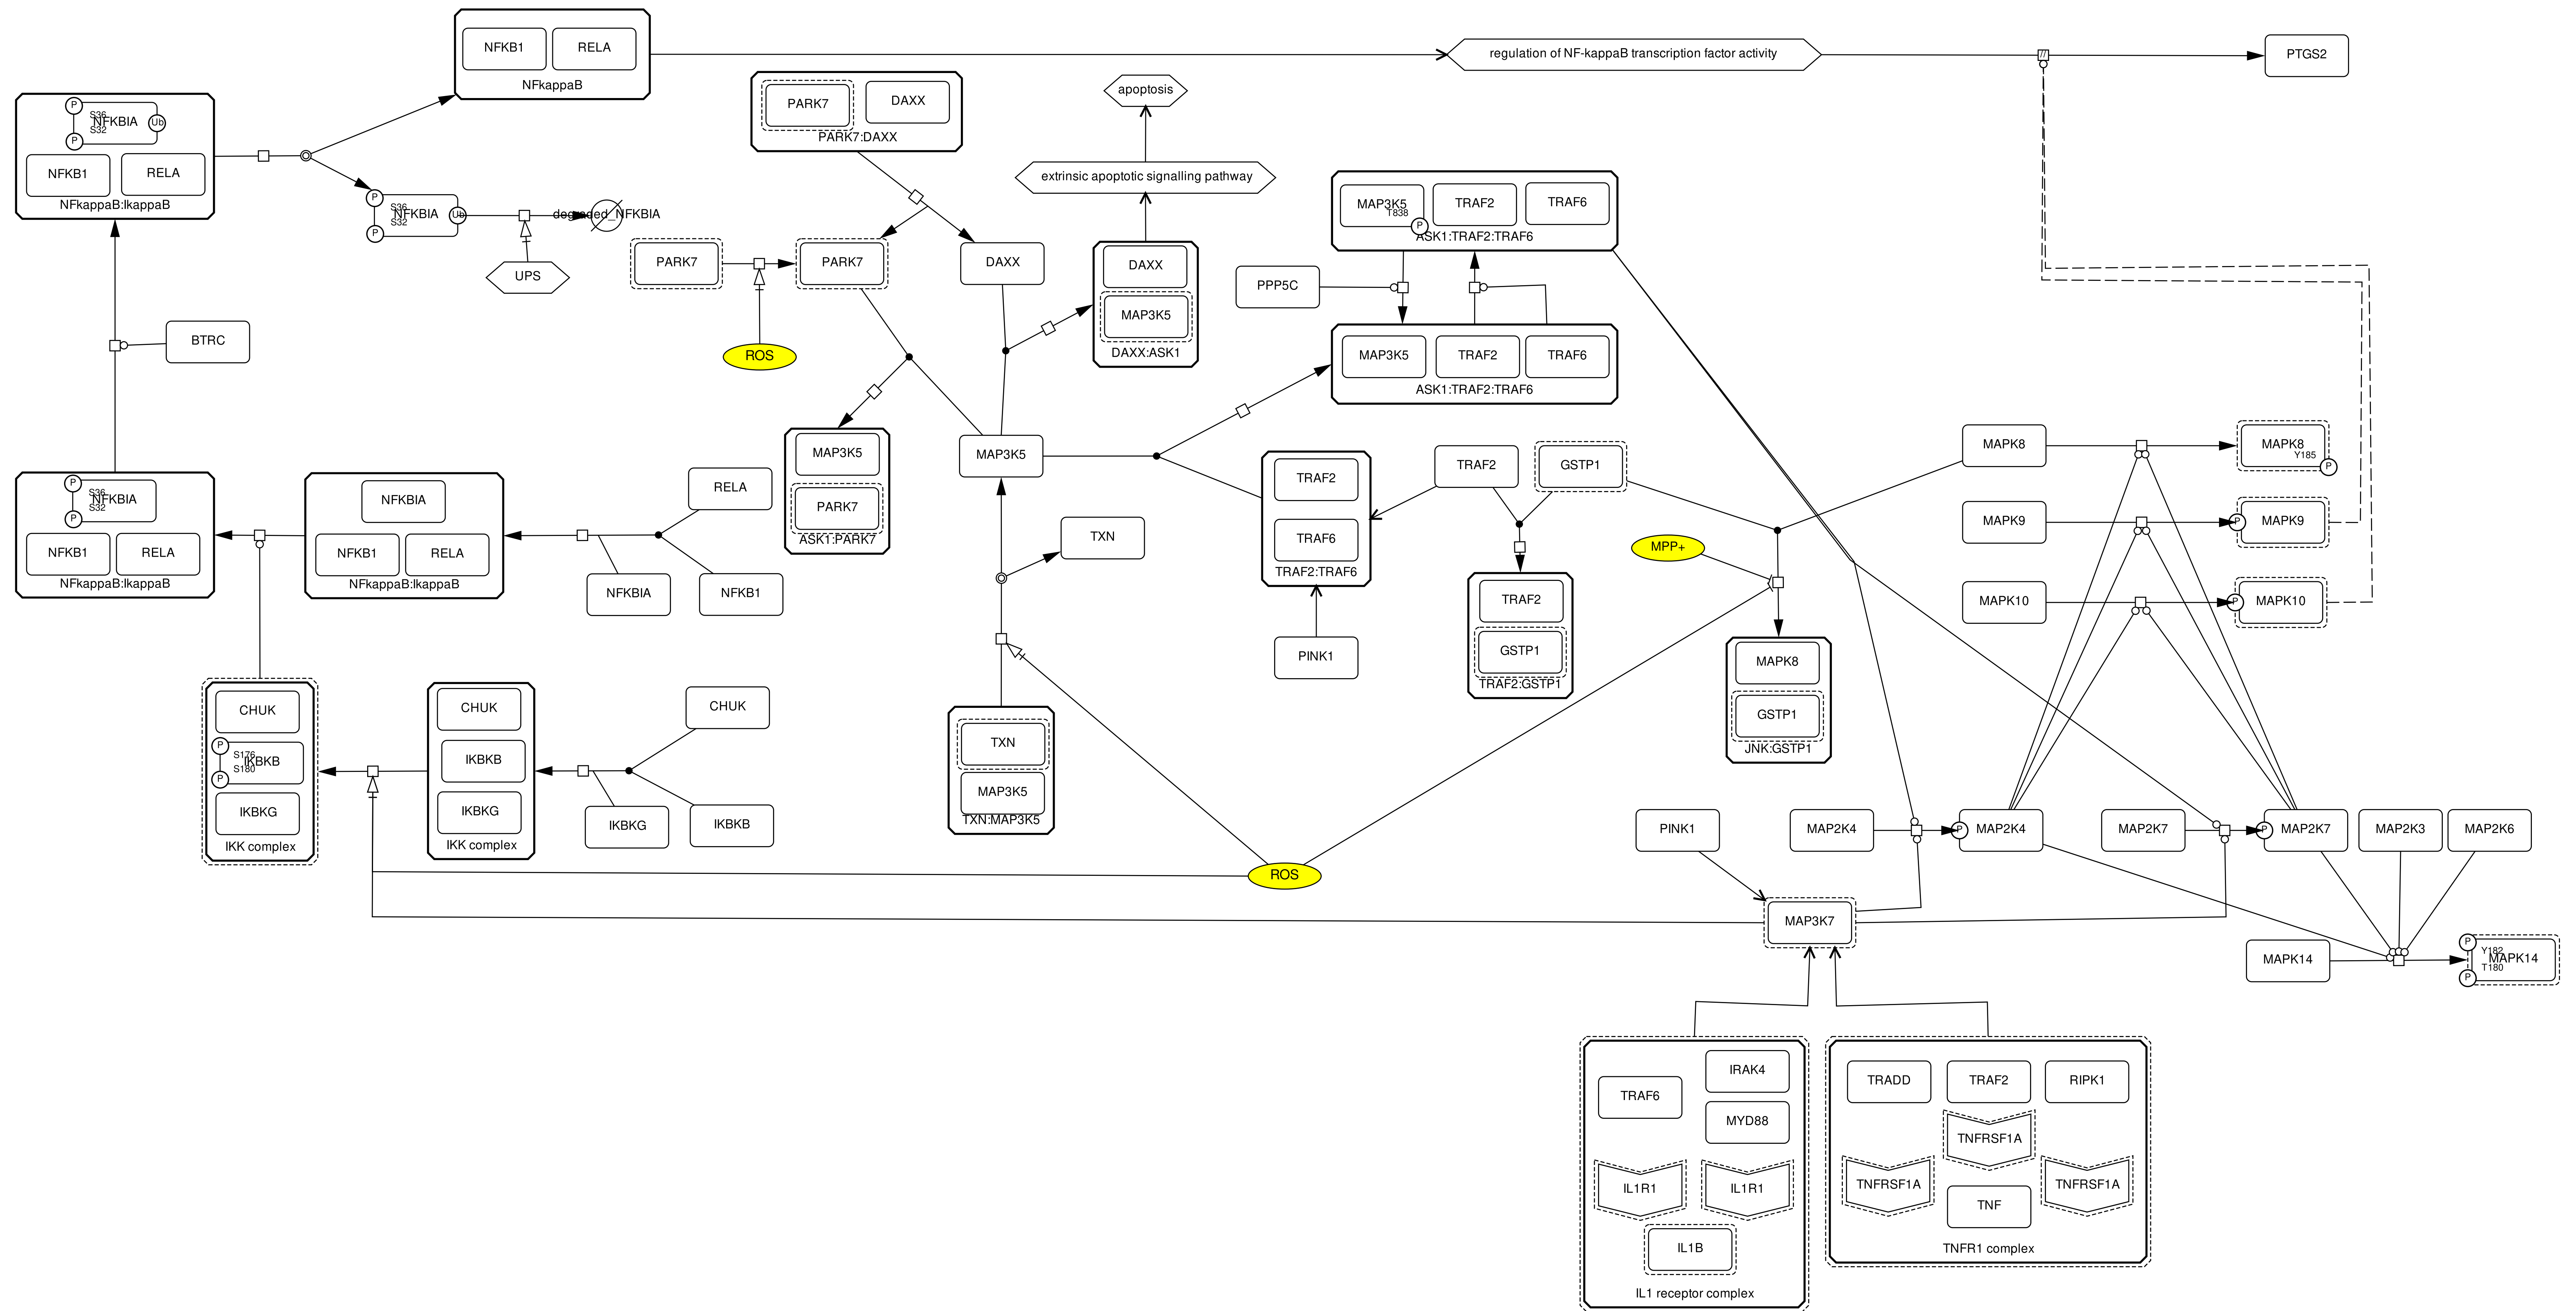 NFKB1
RELA
NFkappaB
regulation of NF-kappaB transcription factor activity
PTGS2
P
S36
NFKBIA
S32
P
Ub
NFKB1
RELA
NFkappaB:IkappaB
PARK7
DAXX
PARK7:DAXX
apoptosis
extrinsic apoptotic signalling pathway
P
S36
NFKBIA
S32
P
Ub
degraded_NFKBIA
UPS
PARK7
PARK7
DAXX
ROS
DAXX
MAP3K5
DAXX:ASK1
MAP3K5
T838
P
TRAF2
TRAF6
ASK1:TRAF2:TRAF6
PPP5C
MAP3K5
TRAF2
TRAF6
ASK1:TRAF2:TRAF6
BTRC
P
S36
NFKBIA
S32
P
NFKB1
RELA
NFkappaB:IkappaB
NFKBIA
NFKB1
RELA
NFkappaB:IkappaB
RELA
NFKBIA
NFKB1
MAP3K5
PARK7
ASK1:PARK7
MAP3K5
TXN
TRAF2
TRAF6
TRAF2:TRAF6
TRAF2
GSTP1
PINK1
TRAF2
GSTP1
TRAF2:GSTP1
MPP+
MAPK8
GSTP1
JNK:GSTP1
MAPK8
MAPK8
Y185
P
MAPK9
P
MAPK9
MAPK10
P
MAPK10
CHUK
P
S176
IKBKB
S180
P
IKBKG
IKK complex
CHUK
IKBKB
IKBKG
IKK complex
CHUK
IKBKG
IKBKB
TXN
MAP3K5
TXN:MAP3K5
ROS
PINK1
MAP2K4
P
MAP2K4
MAP2K7
P
MAP2K7
MAP2K3
MAP2K6
MAP3K7
MAPK14
P
Y182
MAPK14
T180
P
TRAF6
IRAK4
MYD88
IL1R1
IL1R1
IL1B
IL1 receptor complex
TRADD
TRAF2
RIPK1
TNFRSF1A
TNFRSF1A
TNFRSF1A
TNF
TNFR1 complex